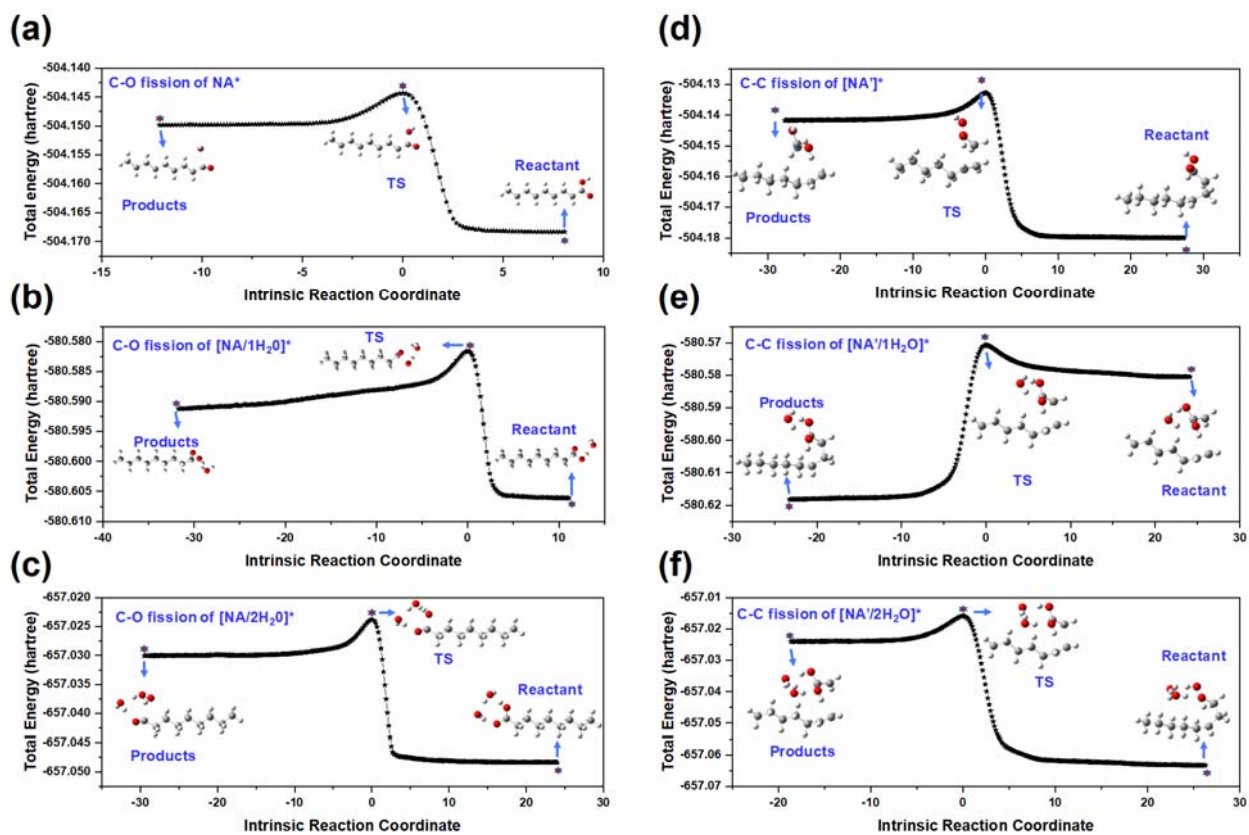 (a)
C-O fission of NA*
Total Energy (hartree)
-504.140
-504.145
-504.150
-504.155
-504.160
-504.165
-504.170
Products
TS
Reactant
-15 -10 -5 0 5 10
Intrinsic Reaction Coordinate
(b)
C-O fission of [NA/1H₂0]*
Total Energy (hartree)
-580.580
-580.585
-580.590
-580.595
-580.600
-580.605
-580.610
TS
Products
Reactant
-40 -30 -20 -10 0 10
Intrinsic Reaction Coordinate
(c)
C-O fission of [NA/2H₂0]*
Total Energy (hartree)
-657.020
-657.025
-657.030
-657.035
-657.040
-657.045
-657.050
TS
Reactant
Products
-30 -20 -10 0 10 20 30
Intrinsic Reaction Coordinate
(d)
C-C fission of [NA']*
Total Energy (hartree)
-504.13
-504.14
-504.16
-504.17
-504.18
Reactant
Products
TS
-30 -20 -10 0 10 20 30
Intrinsic Reaction Coordinate
(e)
C-C fission of [NA'/1H₂O]*
Total Energy (hartree)
-580.57
-580.58
-580.59
-580.60
-580.61
-580.62
Products
TS
Reactant
-30 -20 -10 0 10 20 30
Intrinsic Reaction Coordinate
(f)
C-C fission of [NA'/2H₂O]*
Total Energy (hartree)
-657.01
-657.02
-657.03
-657.04
-657.05
-657.06
-657.07
TS
Reactant
Products
-20 -10 0 10 20 30
Intrinsic Reaction Coordinate